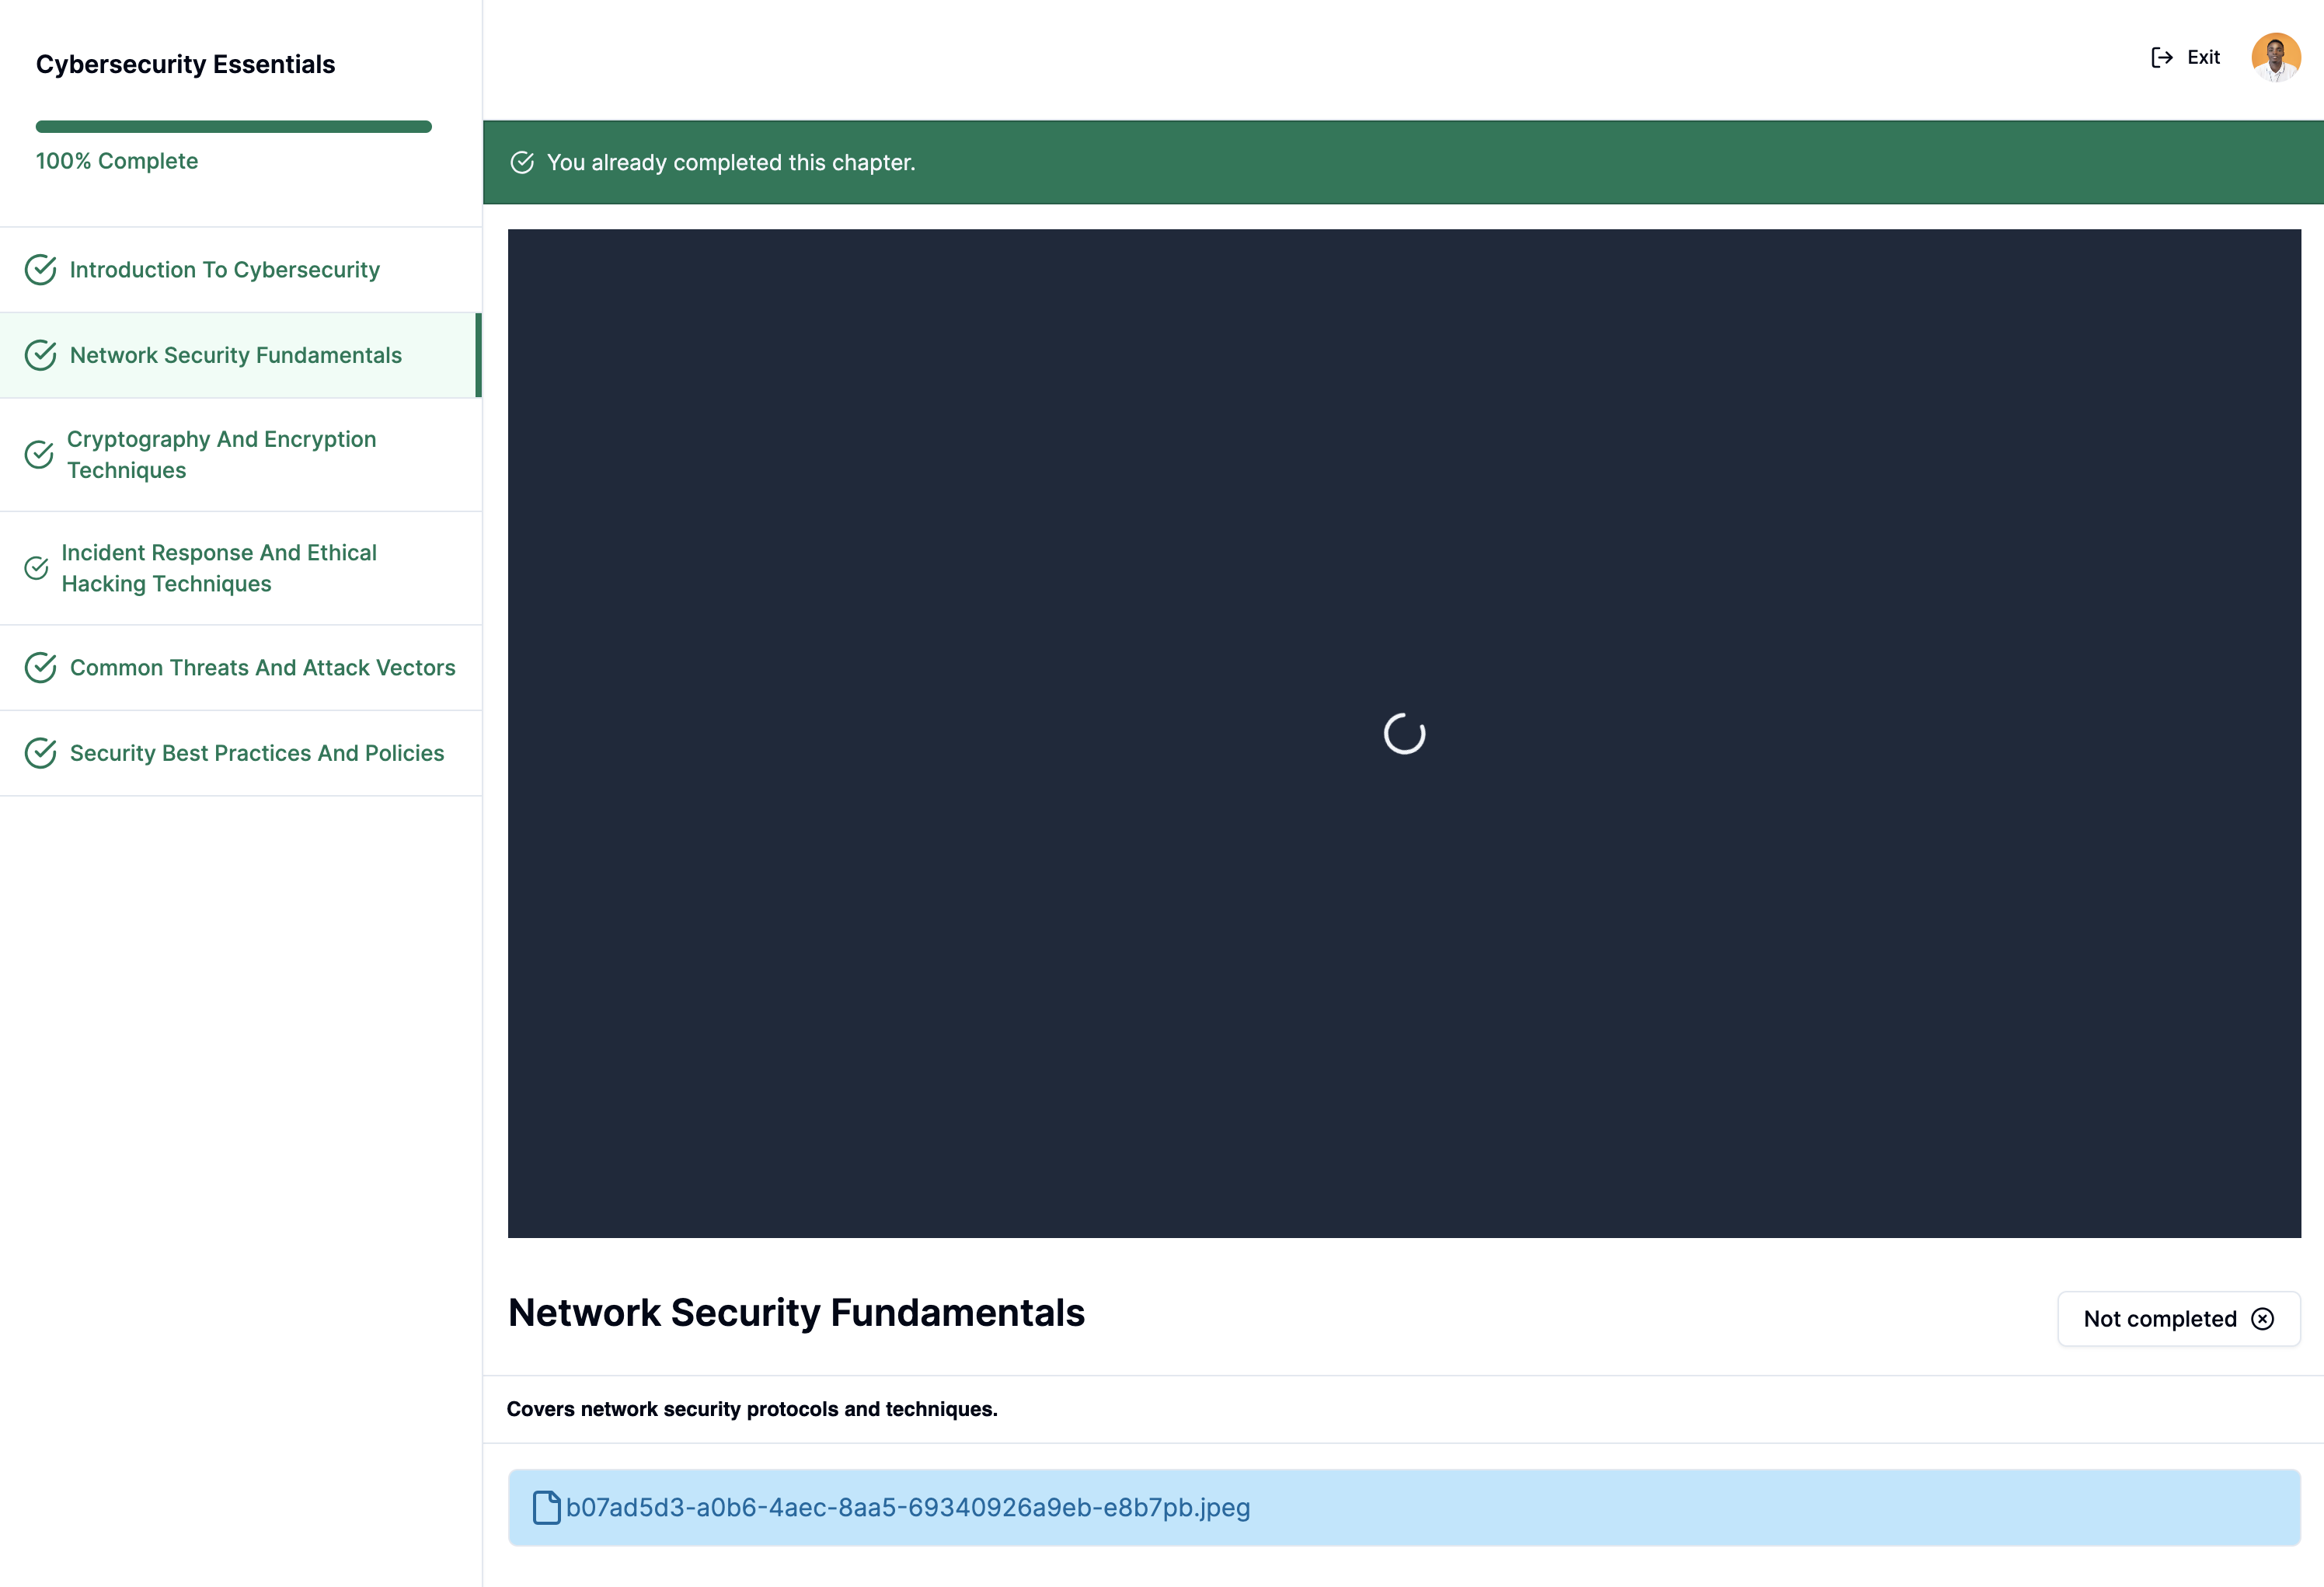 Cybersecurity Essentials
100% Complete
Introduction To Cybersecurity
Network Security Fundamentals
Cryptography And Encryption
Techniques
Incident Response And Ethical
Hacking Techniques
Common Threats And Attack Vectors
Security Best Practices And Policies
Exit
You already completed this chapter.
Network Security Fundamentals
Not completed
Covers network security protocols and techniques.
b07ad5d3-a0b6-4aec-8aa5-69340926a9eb-e8b7pb.jpeg